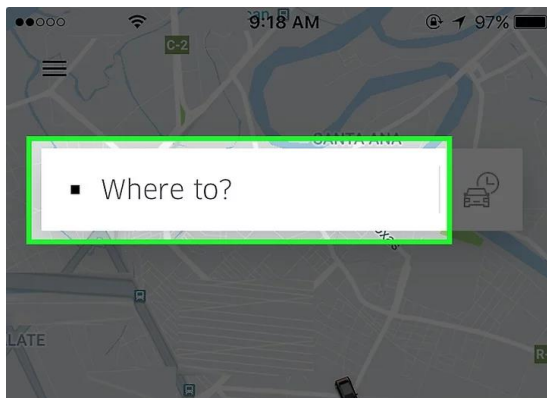 9:18 AM
97%
C-2
SANTA ANA
Where to?
LATE
R-